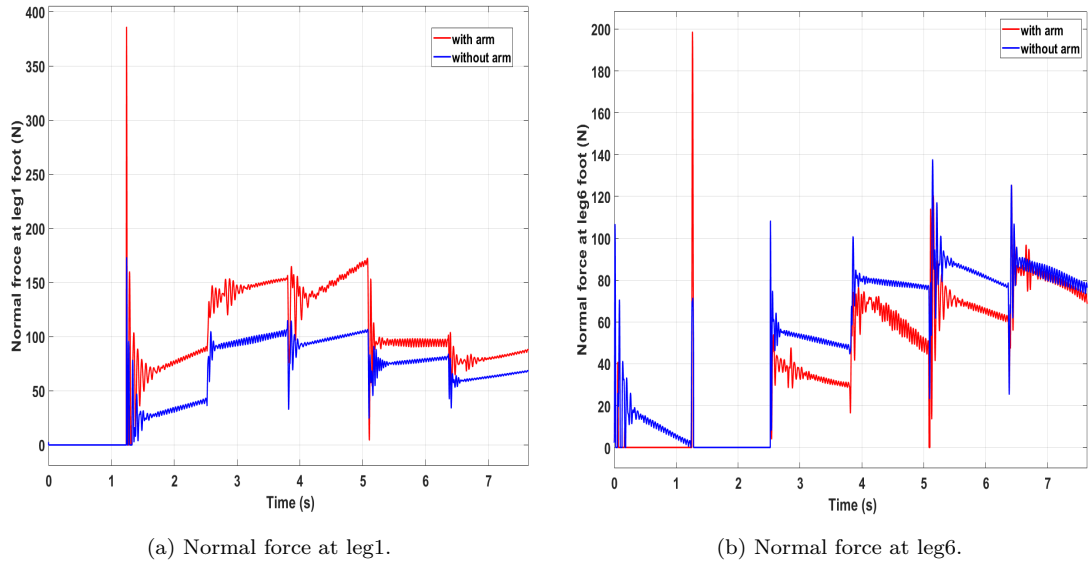 400
350
300
250
200
150
100
50
0
Normal froce at leg1 foot (N)
with arm
without arm
0 1 2 3 4 5 6 7
Time (s)
(a) Normal force at leg1.
200
180
160
140
120
100
80
60
40
20
0
Normal force at leg6 foot (N)
with arm
without arm
0 1 2 3 4 5 6 7
Time (s)
(b) Normal force at leg6.